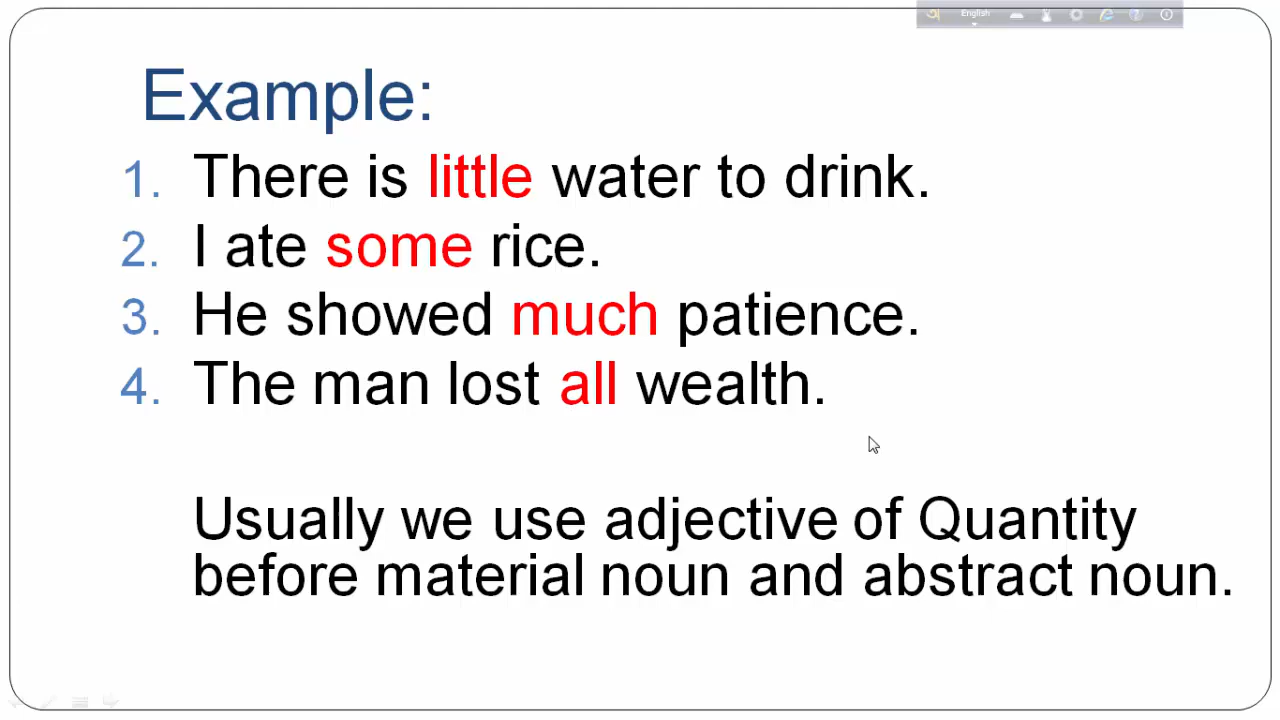 English
Example:
1. There is little water to drink.
2. I ate some rice.
3. He showed much patience.
4. The man lost all wealth.
Usually we use adjective of Quantity
before material noun and abstract noun.